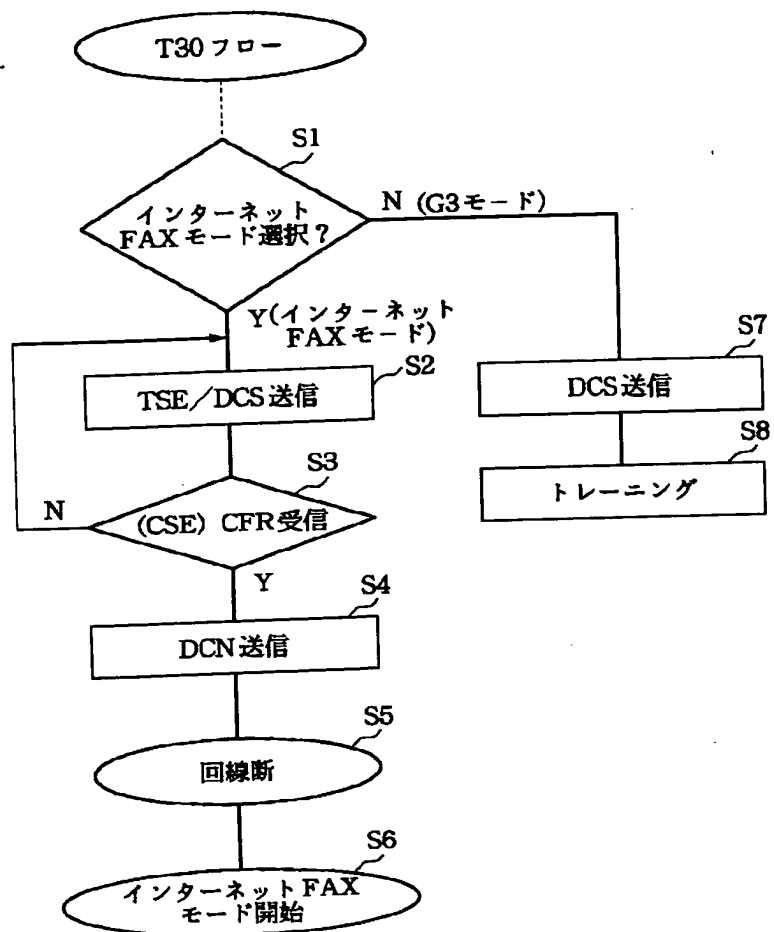 T30フロー
S1
インターネット
FAXモード選択？
N (G3モード)
Y(インターネット
FAXモード)
S2
TSE／DCS送信
S7
DCS送信
S8
トレーニング
S3
(CSE) CFR受信
N
Y
S4
DCN送信
S5
回線断
S6
インターネットFAX
モード開始